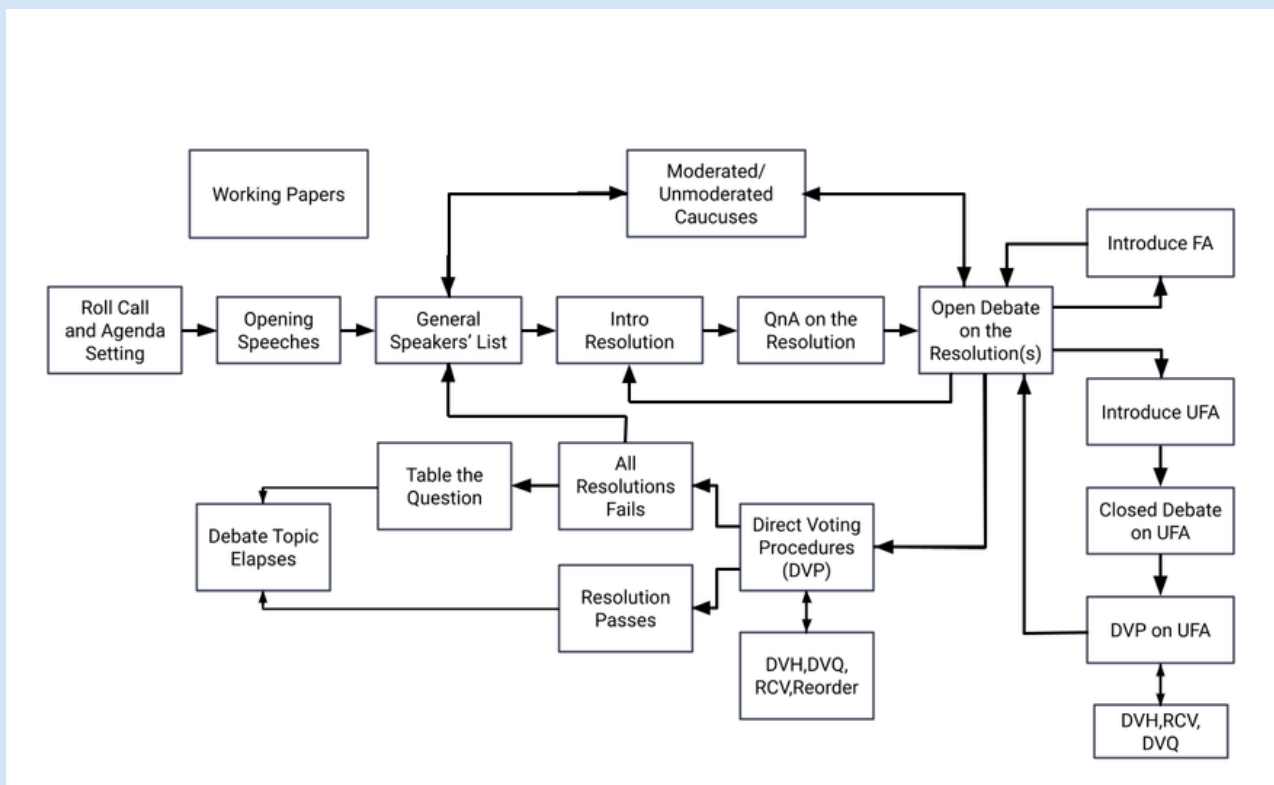 Working Papers
Moderated/
Unmoderated
Caucuses
Introduce FA
Roll Call
and Agenda
Setting
Opening
Speeches
General
Speakers’ List
Intro
Resolution
QnA on the
Resolution
Open Debate
on the
Resolution(s)
Introduce UFA
Table the
Question
All
Resolutions
Fails
Closed Debate
on UFA
Debate Topic
Elapses
Direct Voting
Procedures
(DVP)
Resolution
Passes
DVP on UFA
DVH,DVQ,
RCV,Reorder
DVH,RCV,
DVQ